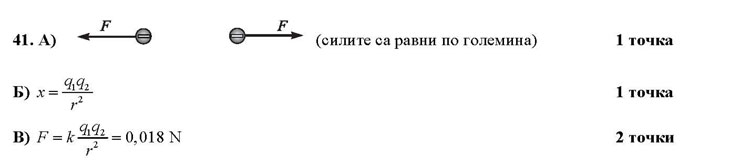 41. А) F F (силите са равни по големина) 1 точка
Б) x = q₁q₂/r² 1 точка
В) F = k q₁q₂/r² = 0,018 N 2 точки